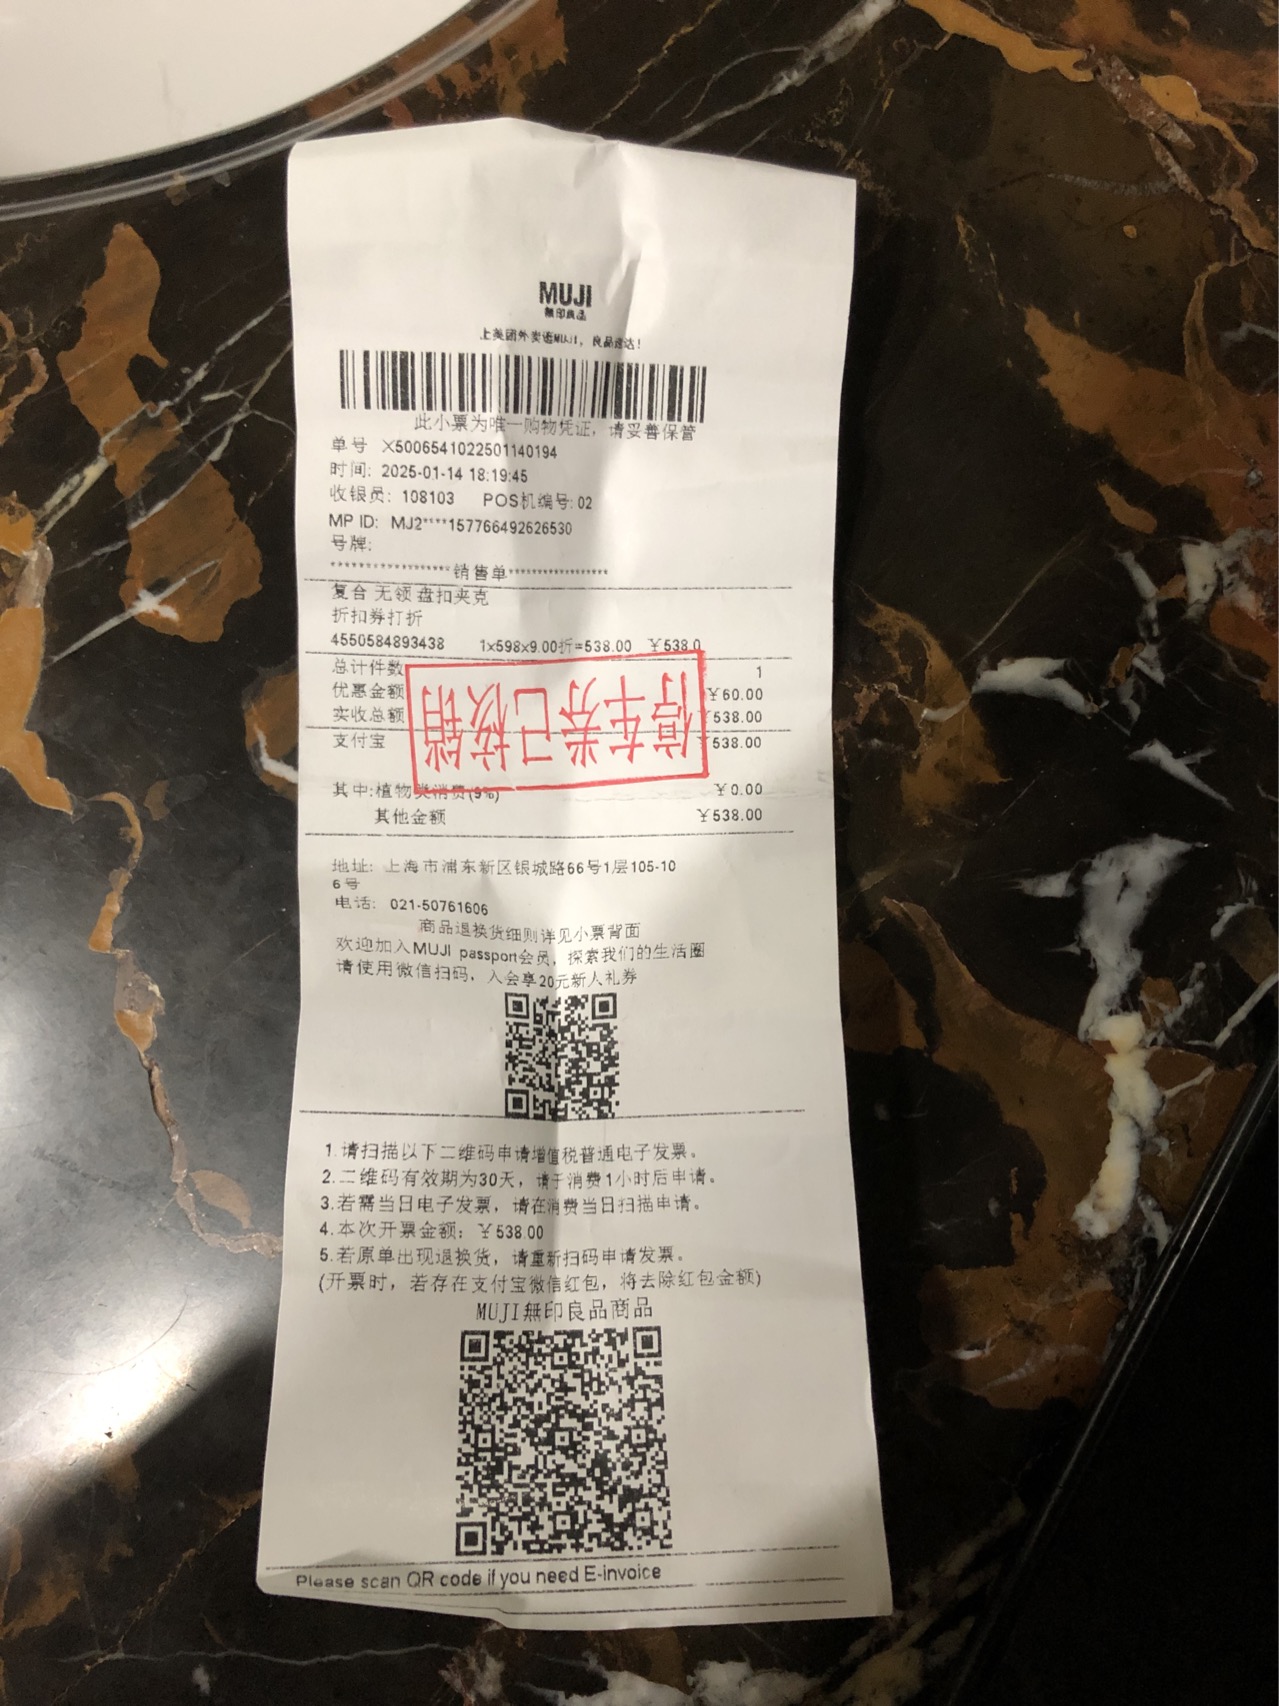 MUJI
無印良品
上美团外卖逛MUJI，良品速达！
此小票为唯一购物凭证，请妥善保管
单号 X5006541022501140194
时间: 2025-01-14 18:19:45
收银员: 108103 POS机编号: 02
MP ID: MJ2****157766492626530
号牌:
******************销售单*****************
复合 无领 盘扣夹克
折扣券打折
4550584893438 1x598x9.00折=538.00 ¥538.0
总计件数 1
优惠金额 ¥60.00
实收总额 ¥538.00
支付宝 ¥538.00
停车券已核销
其中:植物类消费(9%) ¥0.00
其他金额 ¥538.00
地址: 上海市浦东新区银城路66号1层105-10
6号
电话: 021-50761606
商品退换货细则详见小票背面
欢迎加入MUJI passport会员，探索我们的生活圈
请使用微信扫码，入会享20元新人礼券
1.请扫描以下二维码申请增值税普通电子发票。
2.二维码有效期为30天，请于消费1小时后申请。
3.若需当日电子发票，请在消费当日扫描申请。
4.本次开票金额: ¥538.00
5.若原单出现退换货，请重新扫码申请发票。
(开票时，若存在支付宝微信红包，将去除红包金额)
MUJI無印良品商品
Please scan QR code if you need E-invoice